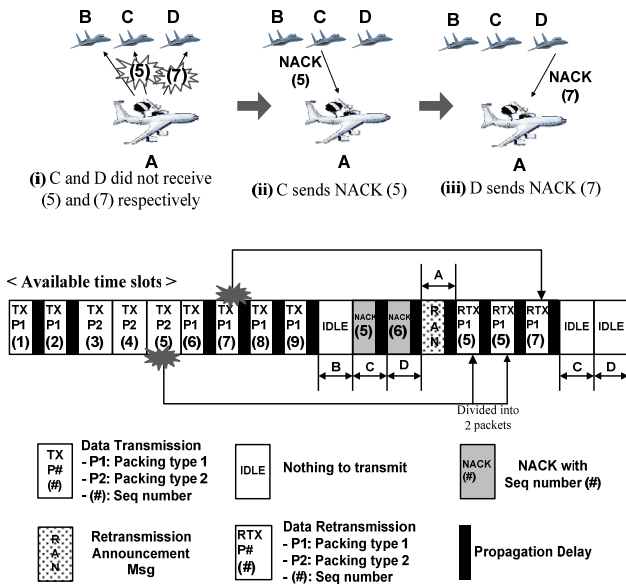 B C D
(5) (7)
A
(i) C and D did not receive
(5) and (7) respectively
B C D
NACK
(5)
A
(ii) C sends NACK (5)
B C D
NACK
(7)
A
(iii) D sends NACK (7)
< Available time slots >
A
TX
P1
(1)
TX
P1
(2)
TX
P2
(3)
TX
P2
(4)
TX
P2
(5)
TX
P1
(6)
TX
P1
(7)
TX
P1
(8)
TX
P1
(9)
IDLE
NACK
(5)
NACK
(6)
R
A
N
RTX
P1
(5)
RTX
P1
(5)
RTX
P1
(7)
IDLE
IDLE
B C D
C D
Divided into
2 packets
TX
P#
(#)
Data Transmission
- P1: Packing type 1
- P2: Packing type 2
- (#): Seq number
IDLE
Nothing to transmit
NACK
(#)
NACK with
Seq number (#)
R
A
N
Retransmission
Announcement
Msg
RTX
P#
(#)
Data Retransmission
- P1: Packing type 1
- P2: Packing type 2
- (#): Seq number
Propagation Delay